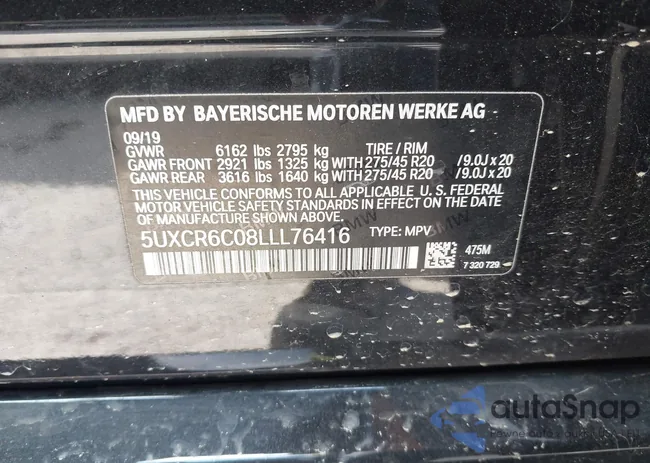 MFD BY BAYERISCHE MOTOREN WERKE AG
09/19
GVWR 6162 lbs 2795 kg TIRE / RIM
GAWR FRONT 2921 lbs 1325 kg WITH 275/45 R20 /9.0J x 20
GAWR REAR 3616 lbs 1640 kg WITH 275/45 R20 /9.0J x 20
THIS VEHICLE CONFORMS TO ALL APPLICABLE U. S. FEDERAL
MOTOR VEHICLE SAFETY STANDARDS IN EFFECT ON THE DATE OF
MANUFACTURE SHOWN ABOVE.
5UXCR6C08LLL76416 TYPE: MPV
475M
7 320 729
autoSnap